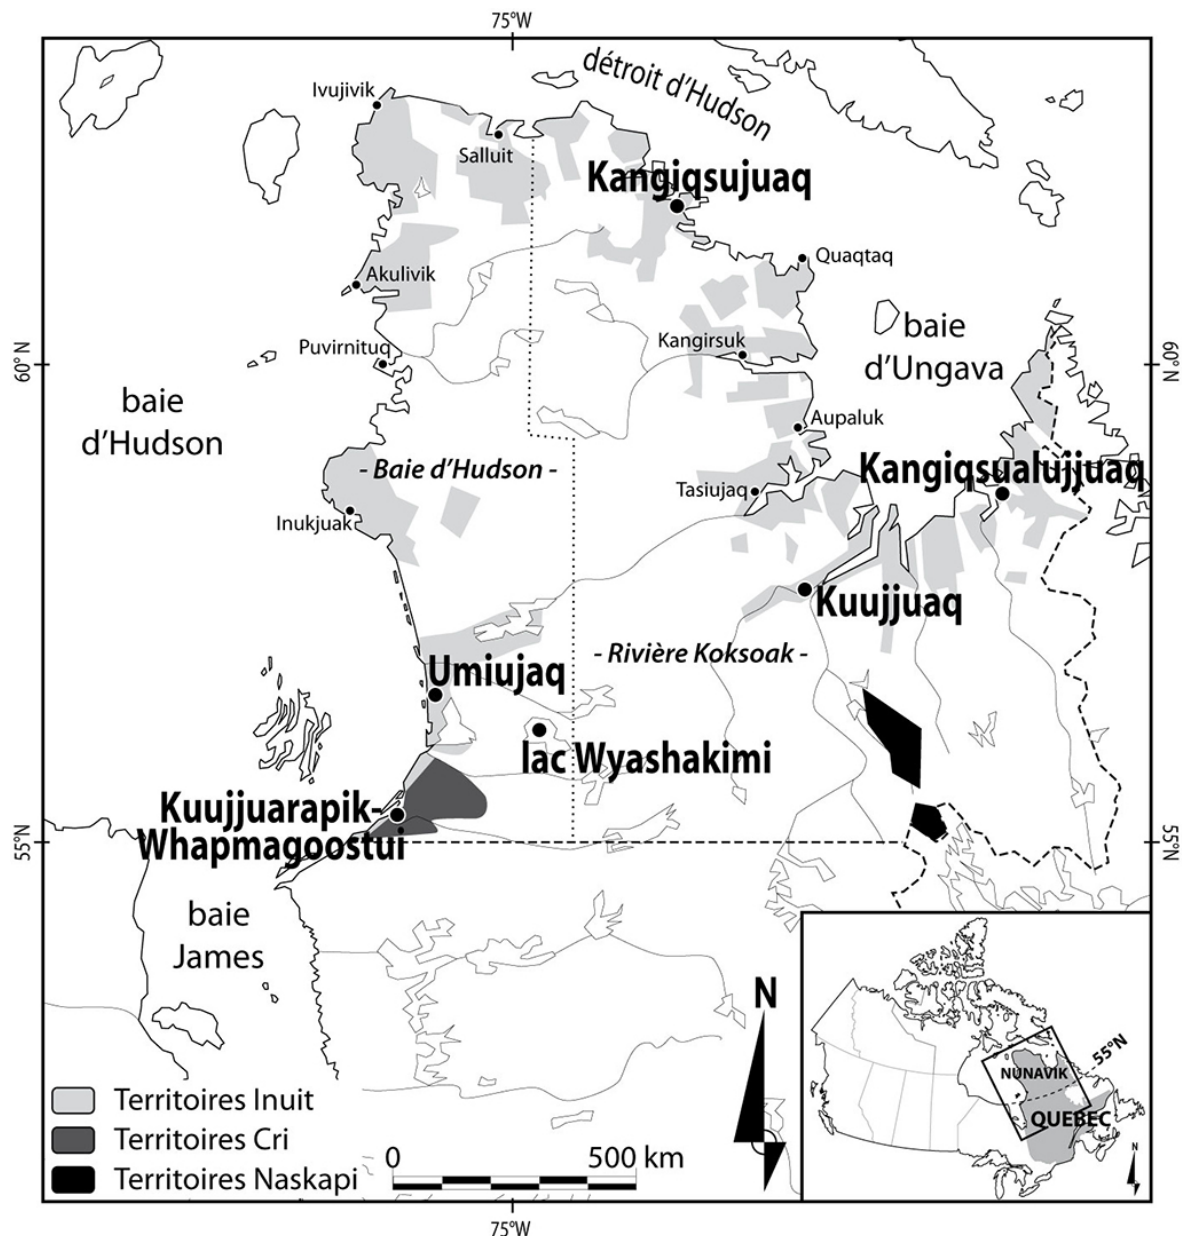 75°W
détroit d'Hudson
Ivujivik
Salluit
Kangiqsujuaq
Quaqtaq
Akulivik
Puvirnituq
Kangirsuk
baie
d'Ungava
60° N
60° N
baie
d'Hudson
Aupaluk
- Baie d'Hudson -
Kangiqsualujjuaq
Tasiujaq
Inukjuak
Kuujjuaq
- Rivière Koksoak -
Umiujaq
lac Wyashakimi
Kuujjuarapik-
Whapmagoostui
55°N
55°N
baie
James
N
55°N
NUNAVIK
QUEBEC
N
Territoires Inuit
Territoires Cri
Territoires Naskapi
0 500 km
75°W